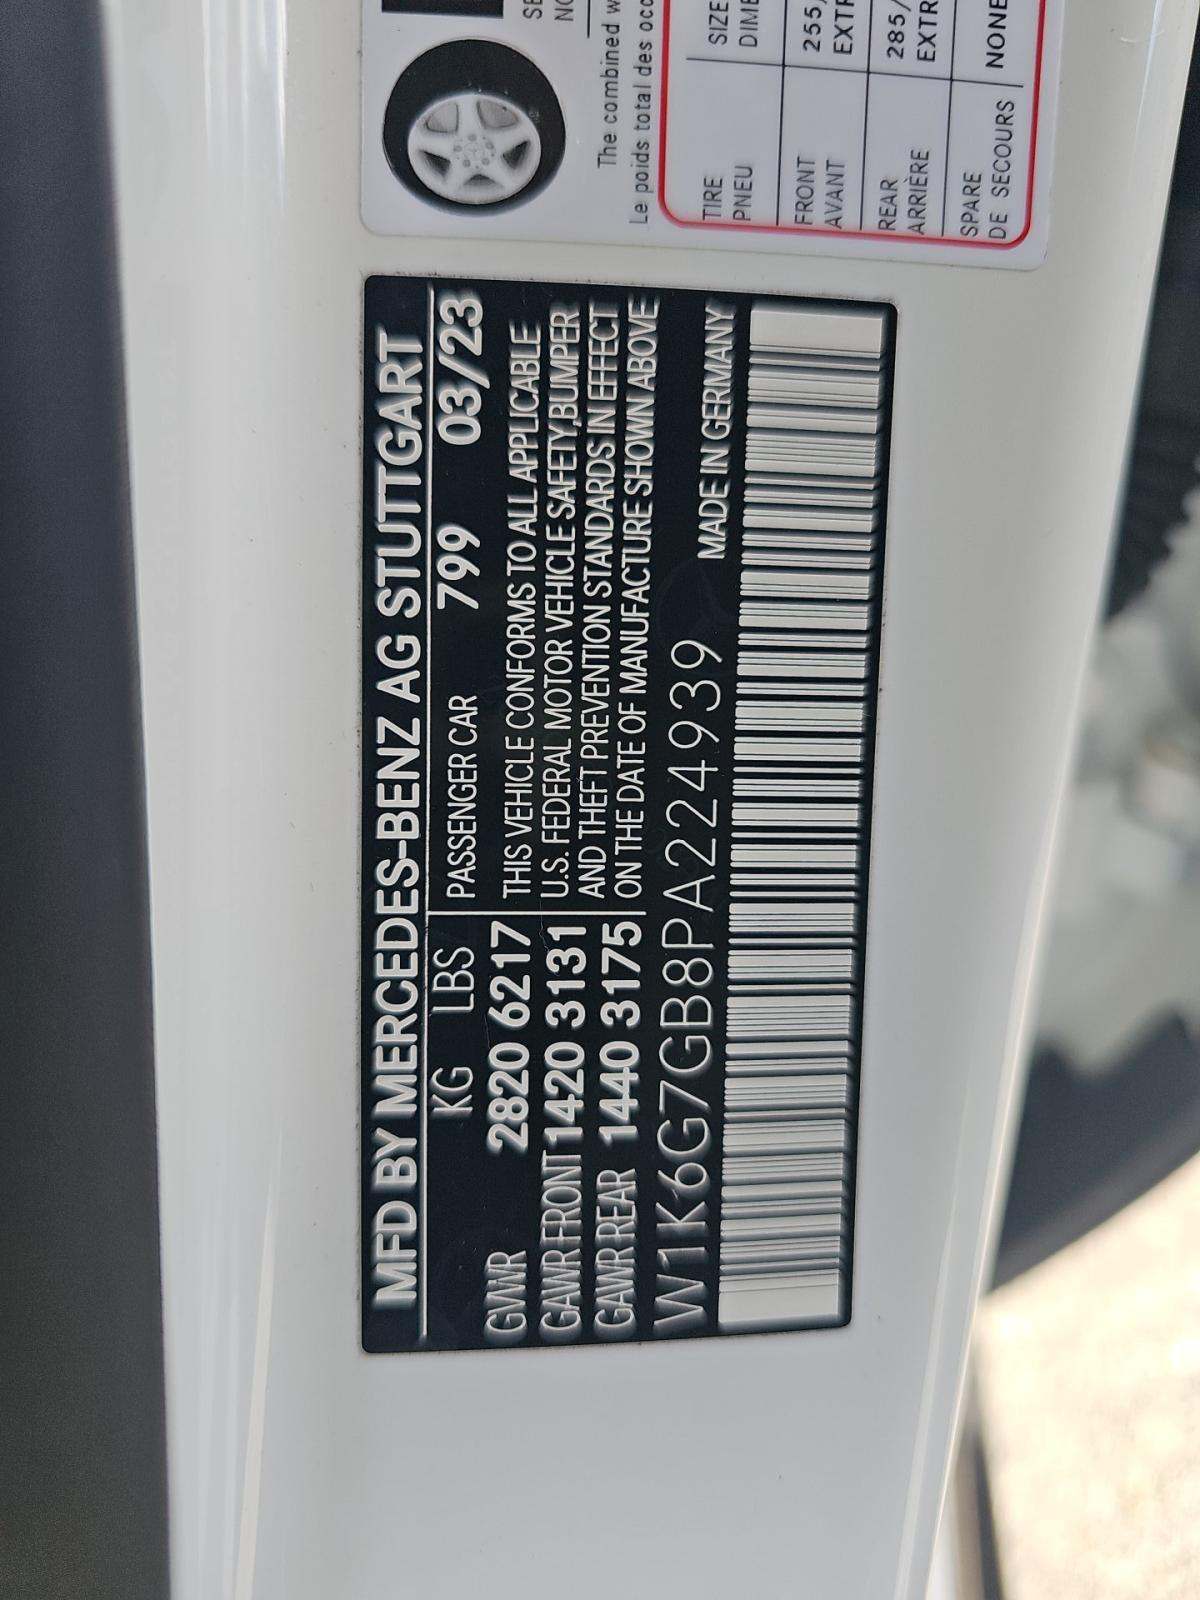 MFD BY MERCEDES-BENZ AG STUTTGART
KG LBS PASSENGER CAR 799 03/23
GVWR 2820 6217
GAWR FRONT 1420 3131
GAWR REAR 1440 3175
THIS VEHICLE CONFORMS TO ALL APPLICABLE
U.S. FEDERAL MOTOR VEHICLE SAFETY,BUMPER
AND THEFT PREVENTION STANDARDS IN EFFECT
ON THE DATE OF MANUFACTURE SHOWN ABOVE
W1K6G7GB8PA224939 MADE IN GERMANY
The combined
Le poids total des occ
TIRE SIZE
PNEU DIME
FRONT 255/
AVANT EXTR
REAR 285/
ARRIÈRE EXTR
SPARE NONE
DE SECOURS